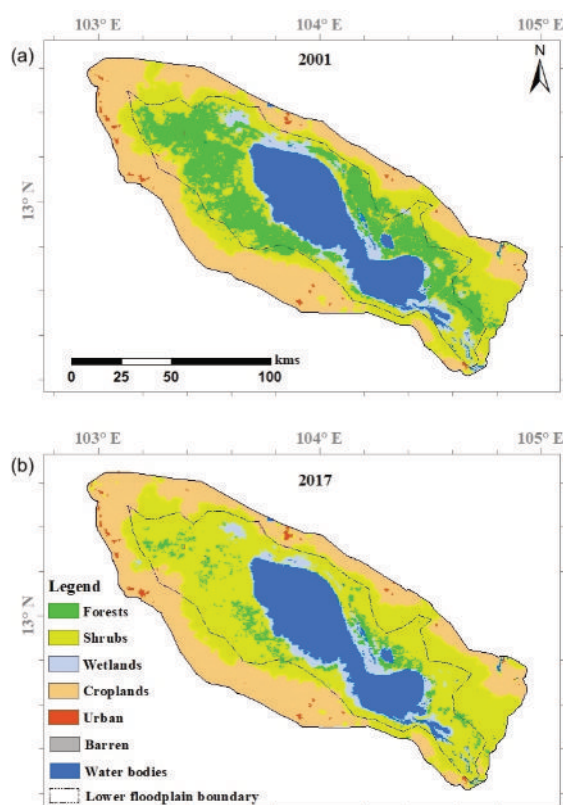 103° E 104° E 105° E
(a) 2001 N
13° N
kms
0 25 50 100
103° E 104° E 105° E
(b) 2017
13° N
Legend
Forests
Shrubs
Wetlands
Croplands
Urban
Barren
Water bodies
Lower floodplain boundary